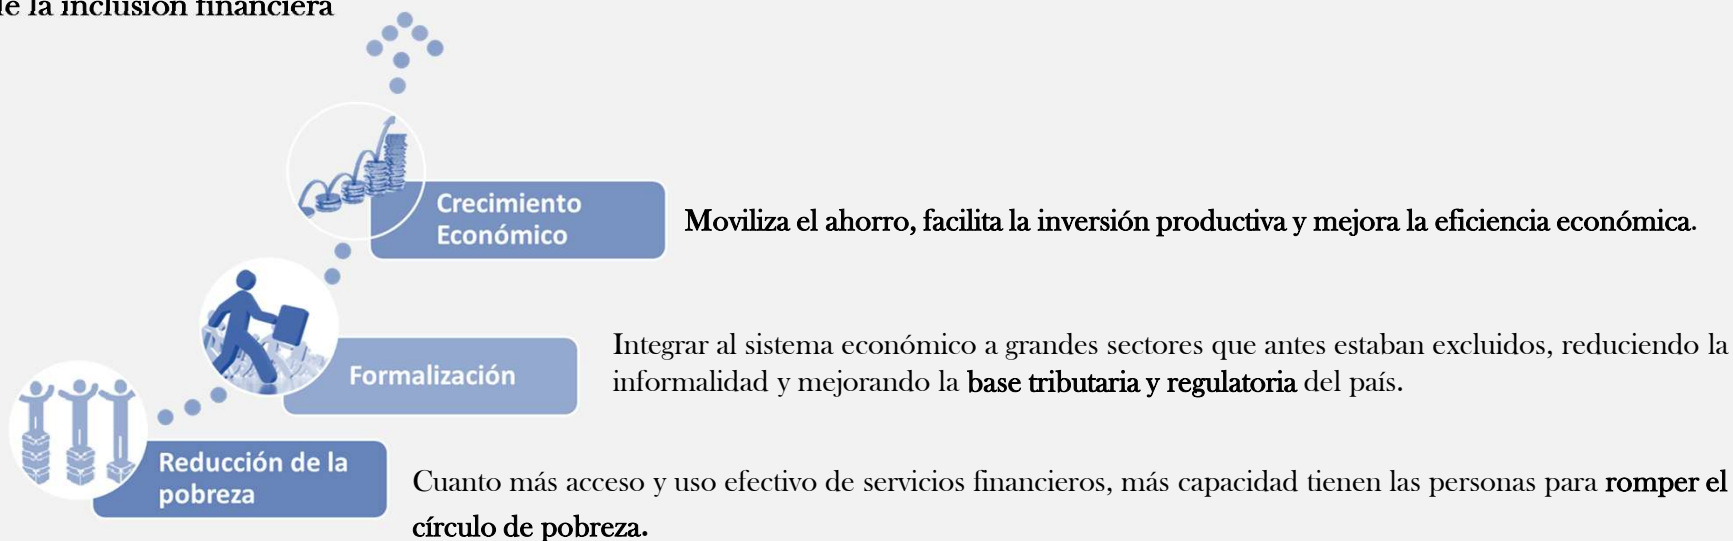 de la inclusión financiera
Crecimiento
Económico
Moviliza el ahorro, facilita la inversión productiva y mejora la eficiencia económica.
Formalización
Integrar al sistema económico a grandes sectores que antes estaban excluidos, reduciendo la
informalidad y mejorando la base tributaria y regulatoria del país.
Reducción de la
pobreza
Cuanto más acceso y uso efectivo de servicios financieros, más capacidad tienen las personas para romper el
círculo de pobreza.